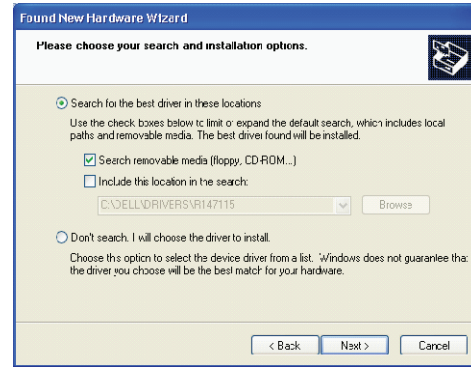 Found New Hardware Wizard
Please choose your search and installation options.
Search for the best driver in these locations
Use the check boxes below to limit or expand the default search, which includes local
paths and removable media. The best driver found will be installed.
Search removable media (floppy, CD-ROM...)
Include this location in the search:
C:\DELL\DRIVERS\R147115
Browse
Don't search. I will choose the driver to install.
Choose this option to select the device driver from a list. Windows does not guarantee that
the driver you choose will be the best match for your hardware.
< Back
Next >
Cancel